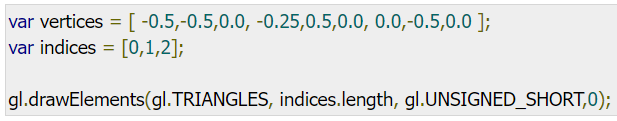 var vertices = [ -0.5,-0.5,0.0, -0.25,0.5,0.0, 0.0,-0.5,0.0 ];
var indices = [0,1,2];
gl.drawElements(gl.TRIANGLES, indices.length, gl.UNSIGNED_SHORT,0);